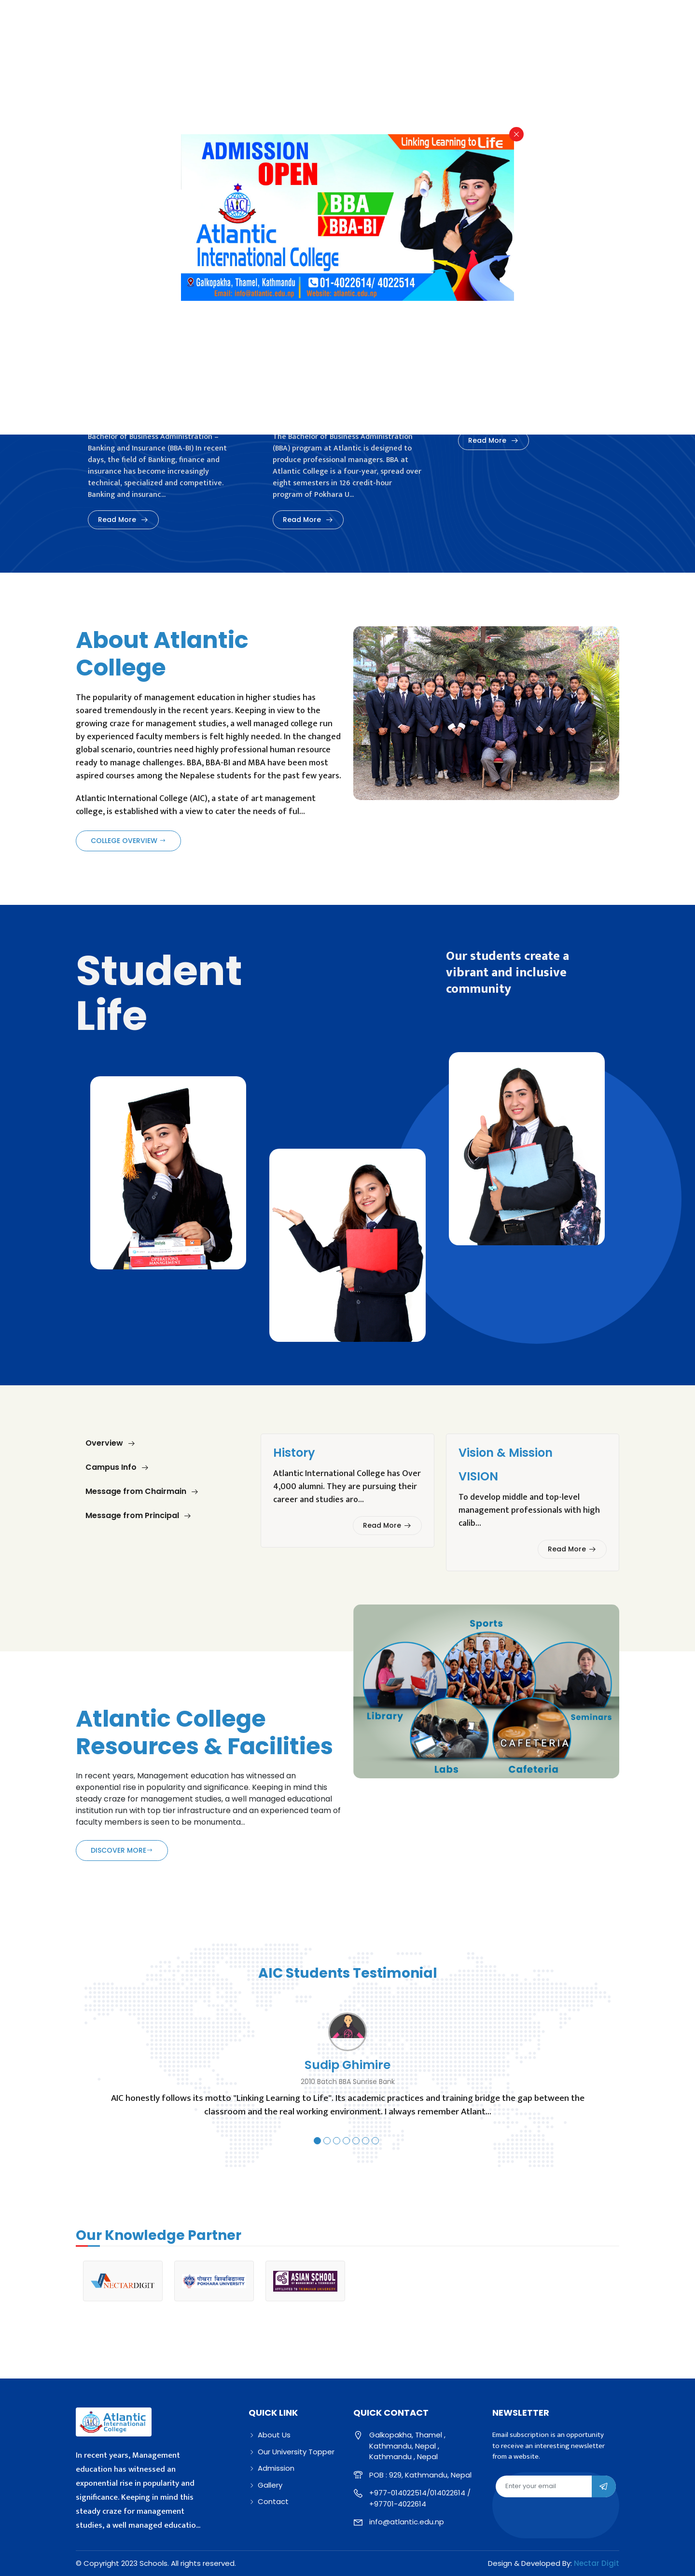 ADMISSION
OPEN
Linking Learning to Life
AIC
BBA
BBA-BI
Atlantic
International College
Galkopakha, Thamel, Kathmandu
01-4022614/ 4022514
Email: info@atlantic.edu.np
Website: atlantic.edu.np
Bachelor of Business Administration –
Banking and Insurance (BBA-BI) In recent
days, the field of Banking, finance and
insurance has become increasingly
technical, specialized and competitive.
Banking and insuranc...
Read More
The Bachelor of Business Administration
(BBA) program at Atlantic is designed to
produce professional managers. BBA at
Atlantic College is a four-year, spread over
eight semesters in 126 credit-hour
program of Pokhara U...
Read More
Read More
About Atlantic
College
The popularity of management education in higher studies has
soared tremendously in the recent years. Keeping in view to the
growing craze for management studies, a well managed college run
by experienced faculty members is felt highly needed. In the changed
global scenario, countries need highly professional human resource
ready to manage challenges. BBA, BBA-BI and MBA have been most
aspired courses among the Nepalese students for the past few years.
Atlantic International College (AIC), a state of art management
college, is established with a view to cater the needs of ful...
COLLEGE OVERVIEW
Student
Life
Our students create a
vibrant and inclusive
community
OPERATIONS
MANAGEMENT
Overview
Campus Info
Message from Chairmain
Message from Principal
History
Atlantic International College has Over
4,000 alumni. They are pursuing their
career and studies aro...
Read More
Vision & Mission
VISION
To develop middle and top-level
management professionals with high
calib...
Read More
Sports
Library
Seminars
CAFETERIA
Labs
Cafeteria
Atlantic College
Resources & Facilities
In recent years, Management education has witnessed an
exponential rise in popularity and significance. Keeping in mind this
steady craze for management studies, a well managed educational
institution run with top tier infrastructure and an experienced team of
faculty members is seen to be monumenta...
DISCOVER MORE
AIC Students Testimonial
Sudip Ghimire
2010 Batch BBA Sunrise Bank
AIC honestly follows its motto "Linking Learning to Life". Its academic practices and training bridge the gap between the
classroom and the real working environment. I always remember Atlant...
Our Knowledge Partner
NECTARDIGIT
पोखरा विश्वविद्यालय
POKHARA UNIVERSITY
ASIAN SCHOOL
OF MANAGEMENT & TECHNOLOGY
AFFILIATED TO TRIBHUVAN UNIVERSITY
AIC
Atlantic
International
College
In recent years, Management
education has witnessed an
exponential rise in popularity and
significance. Keeping in mind this
steady craze for management
studies, a well managed educatio...
QUICK LINK
About Us
Our University Topper
Admission
Gallery
Contact
QUICK CONTACT
Galkopakha, Thamel ,
Kathmandu, Nepal ,
Kathmandu , Nepal
POB : 929, Kathmandu, Nepal
+977-014022514/014022614 /
+97701-4022614
info@atlantic.edu.np
NEWSLETTER
Email subscription is an opportunity
to receive an interesting newsletter
from a website.
Enter your email
© Copyright 2023 Schools. All rights reserved.
Design & Developed By: Nectar Digit